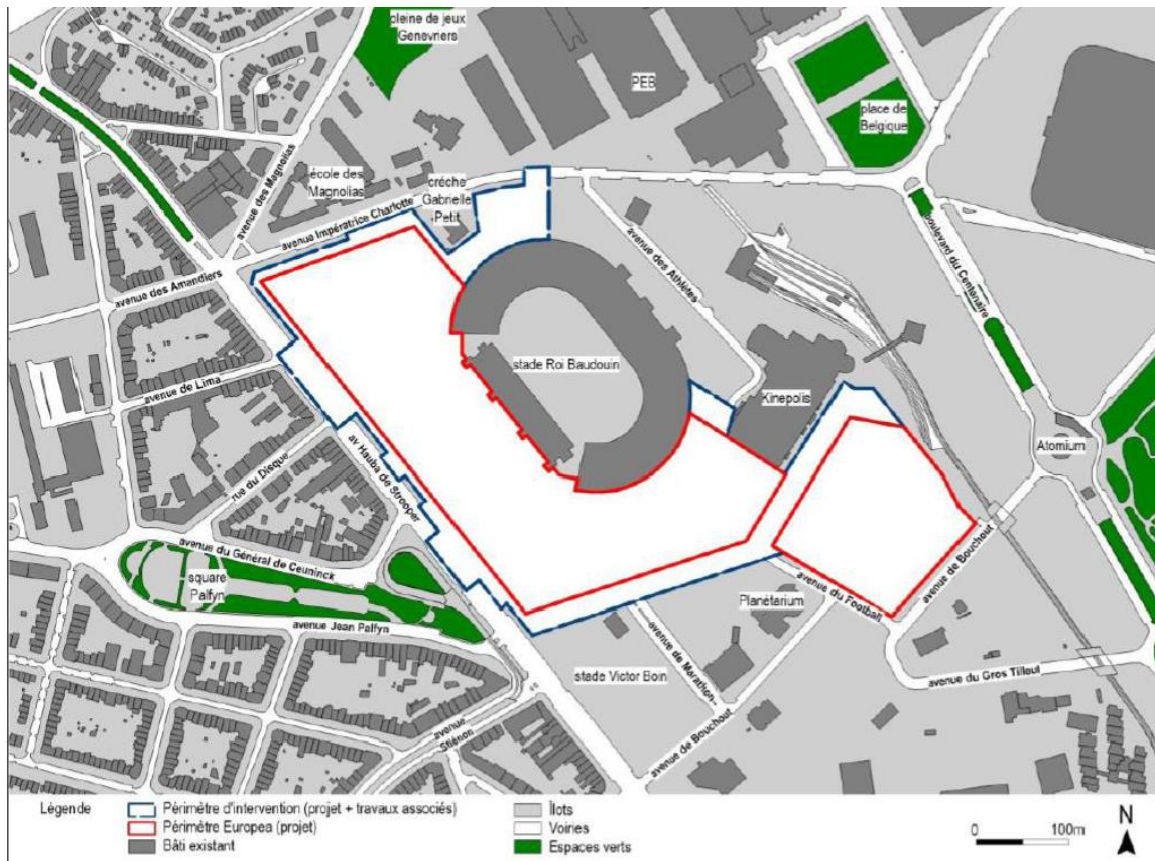 pleine de jeux
Genevriers
PEB
place de
Belgique
avenue des Magnolias
école des
Magnolias
crèche
Gabrielle
Petit
avenue Impératrice Charlotte
avenue des Athlètes
boulevard du Centenaire
avenue des Amandiers
stade Roi Baudouin
Kinepolis
avenue de Lima
Atomium
rue du Disque
av Hauba de Strooper
avenue du Général de Ceuninck
square
Palfyn
avenue Jean Palfyn
avenue de Bouchout
avenue du Football
Planétarium
avenue de Marathon
stade Victor Boin
avenue du Gros Tilleul
avenue
Stiénon
avenue de Bouchout
Légende
Périmètre d'intervention (projet + travaux associés)
Périmètre Europea (projet)
Bâti existant
Îlots
Voiries
Espaces verts
0 100m
N